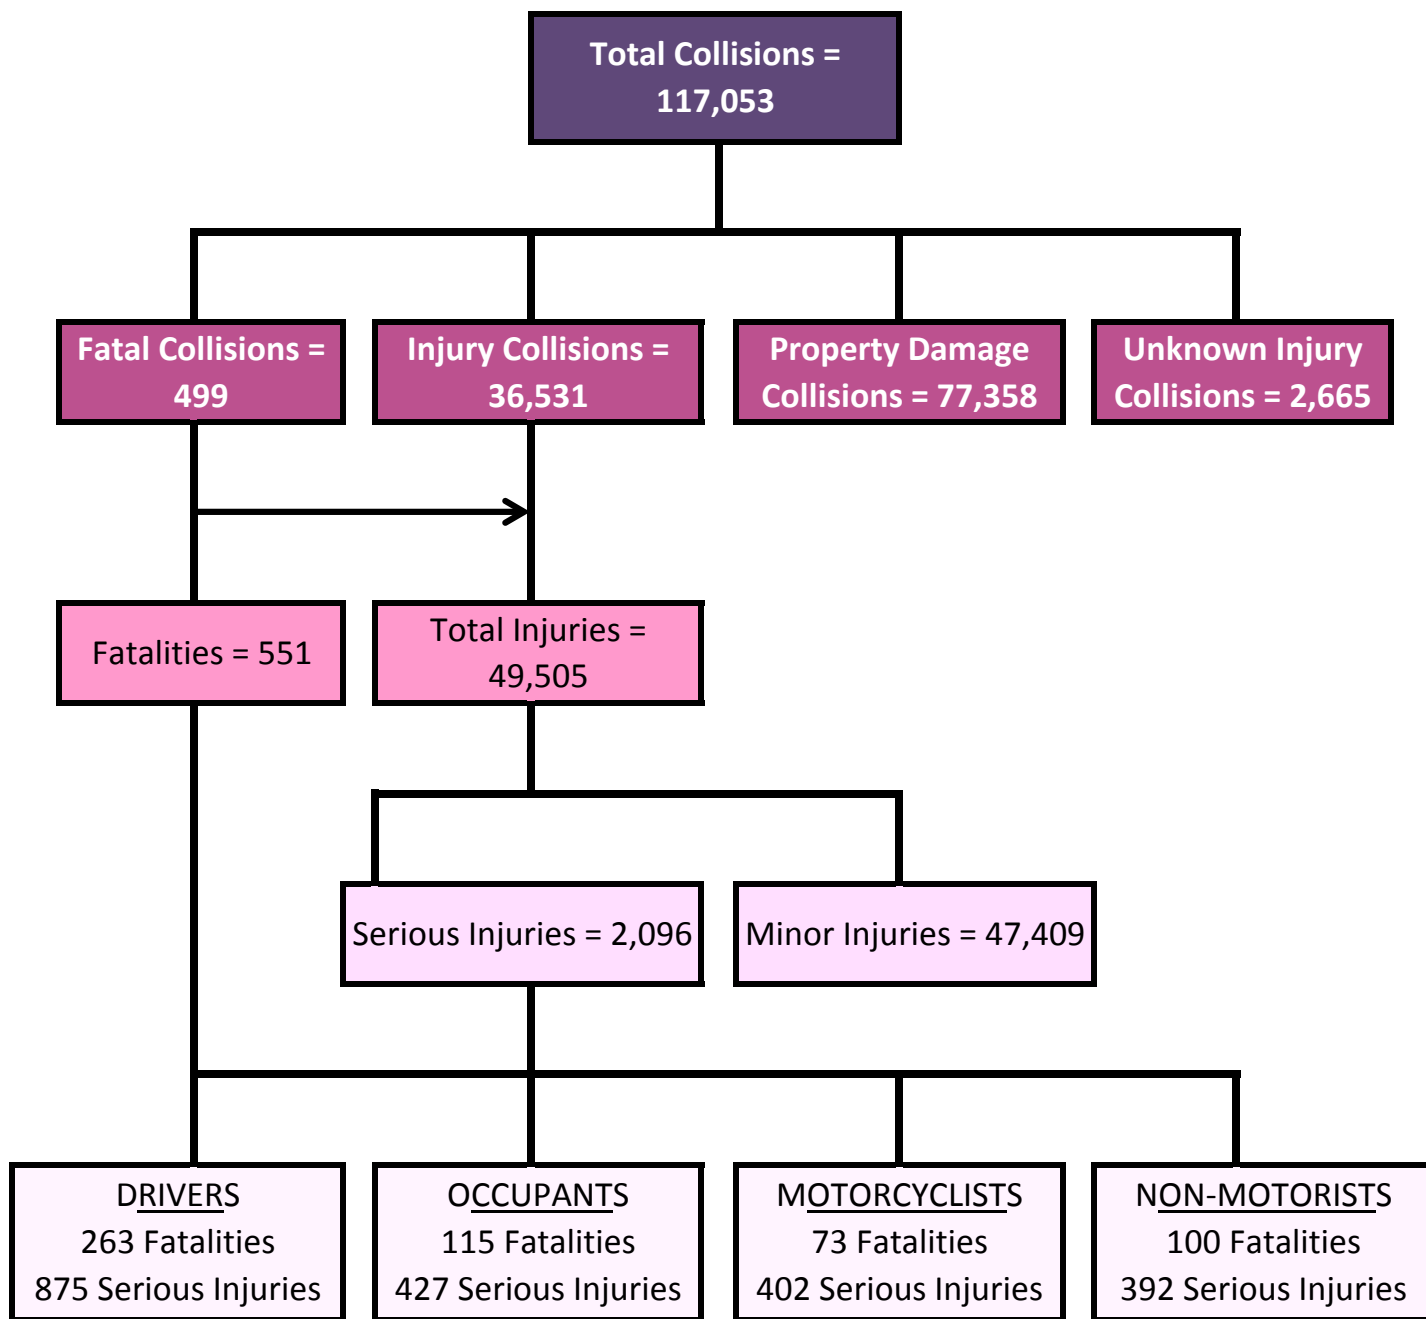 Total Collisions =
117,053
Fatal Collisions =
499
Injury Collisions =
36,531
Property Damage
Collisions = 77,358
Unknown Injury
Collisions = 2,665
Fatalities = 551
Total Injuries =
49,505
Serious Injuries = 2,096
Minor Injuries = 47,409
DRIVERS
263 Fatalities
875 Serious Injuries
OCCUPANTS
115 Fatalities
427 Serious Injuries
MOTORCYCLISTS
73 Fatalities
402 Serious Injuries
NON-MOTORISTS
100 Fatalities
392 Serious Injuries